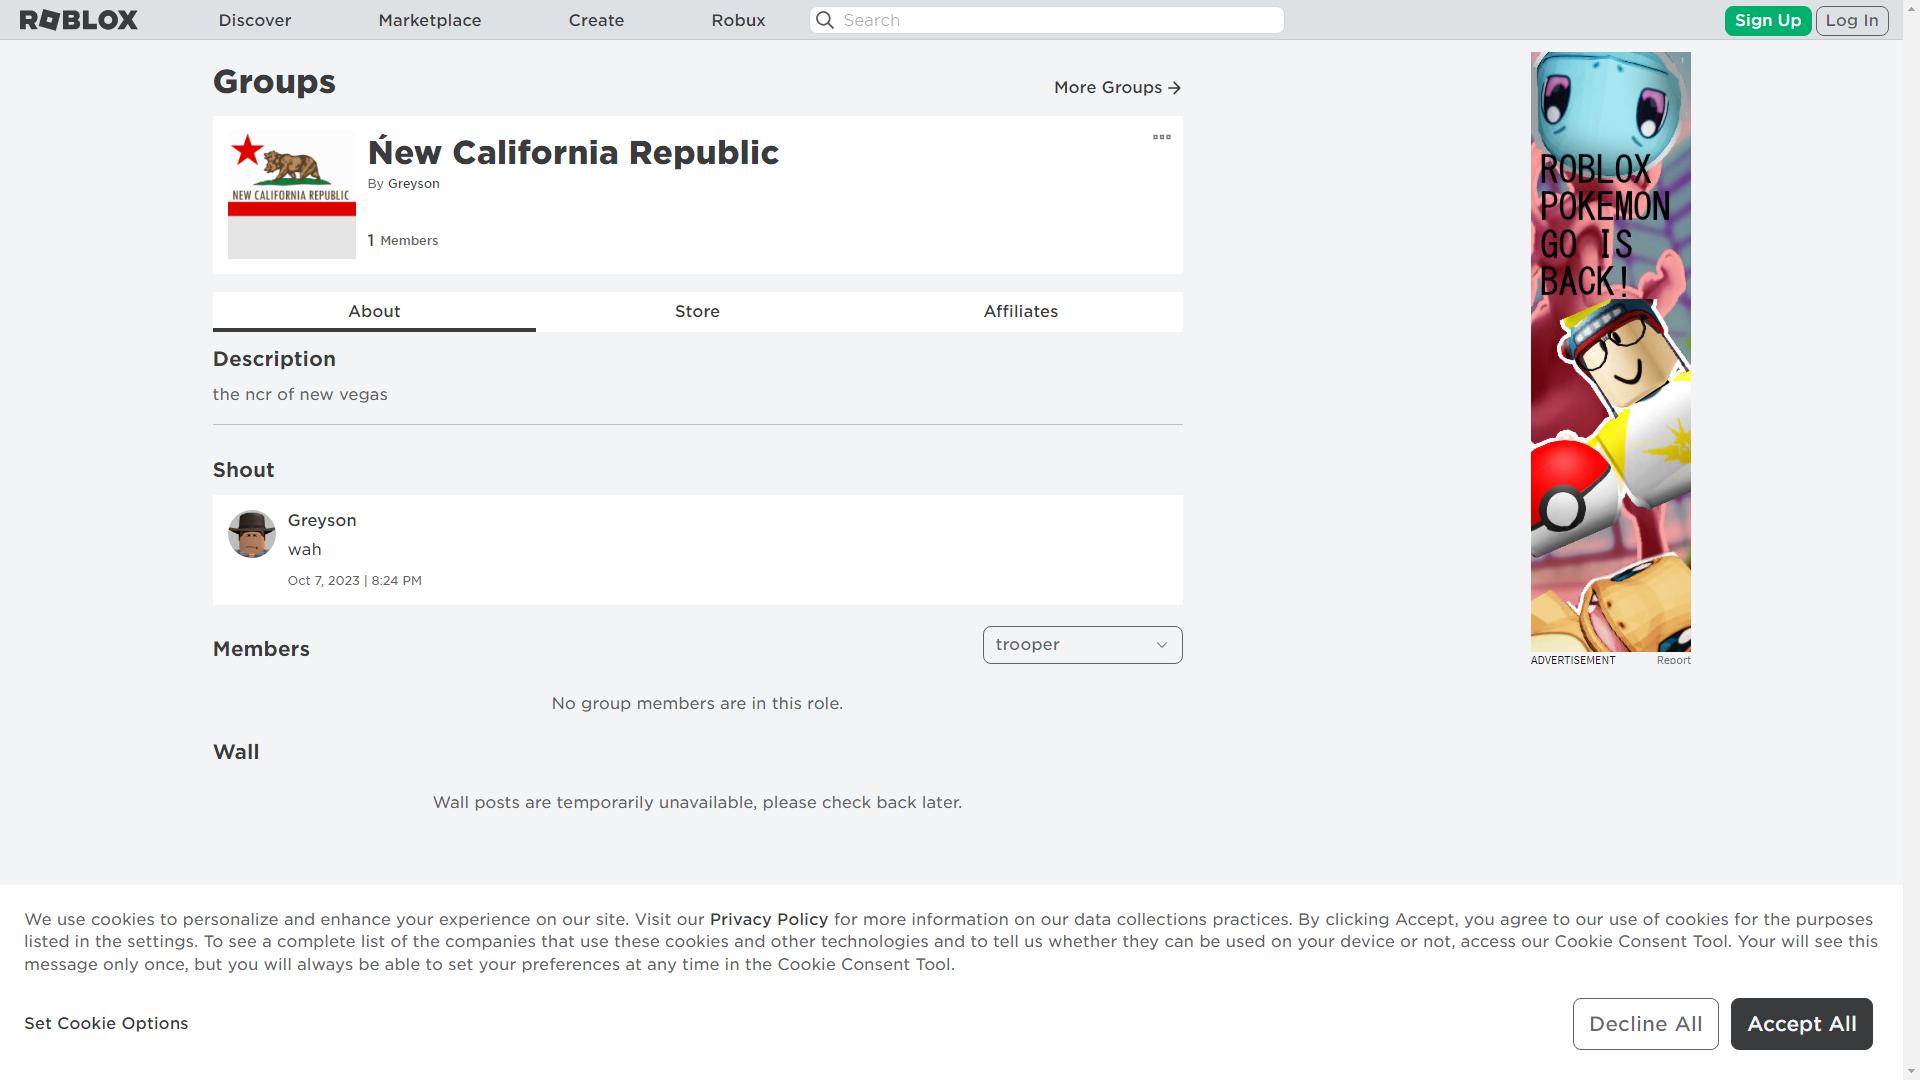 ROBLOX
Discover
Marketplace
Create
Robux
Search
Sign Up
Log In
Groups
More Groups
NEW CALIFORNIA REPUBLIC
Ńew California Republic
By Greyson
1 Members
About
Store
Affiliates
Description
the ncr of new vegas
Shout
Greyson
wah
Oct 7, 2023 | 8:24 PM
Members
trooper
No group members are in this role.
Wall
Wall posts are temporarily unavailable, please check back later.
ROBLOX
POKEMON
GO IS
BACK!
ADVERTISEMENT
Report
We use cookies to personalize and enhance your experience on our site. Visit our Privacy Policy for more information on our data collections practices. By clicking Accept, you agree to our use of cookies for the purposes
listed in the settings. To see a complete list of the companies that use these cookies and other technologies and to tell us whether they can be used on your device or not, access our Cookie Consent Tool. Your will see this
message only once, but you will always be able to set your preferences at any time in the Cookie Consent Tool.
Set Cookie Options
Decline All
Accept All